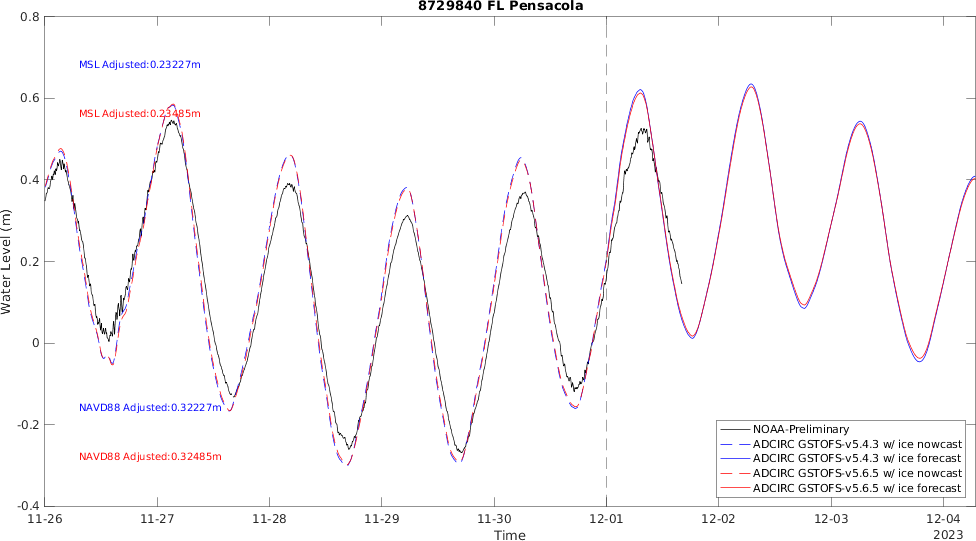 8729840 FL Pensacola
0.8
MSL Adjusted:0.23227m
0.6
MSL Adjusted:0.23485m
0.4
0.2
0
NAVD88 Adjusted:0.32227m
-0.2
NAVD88 Adjusted:0.32485m
-0.4
Water Level (m)
NOAA-Preliminary
ADCIRC GSTOFS-v5.4.3 w/ ice nowcast
ADCIRC GSTOFS-v5.4.3 w/ ice forecast
ADCIRC GSTOFS-v5.6.5 w/ ice nowcast
ADCIRC GSTOFS-v5.6.5 w/ ice forecast
11-26 11-27 11-28 11-29 11-30 12-01 12-02 12-03 12-04
Time
2023